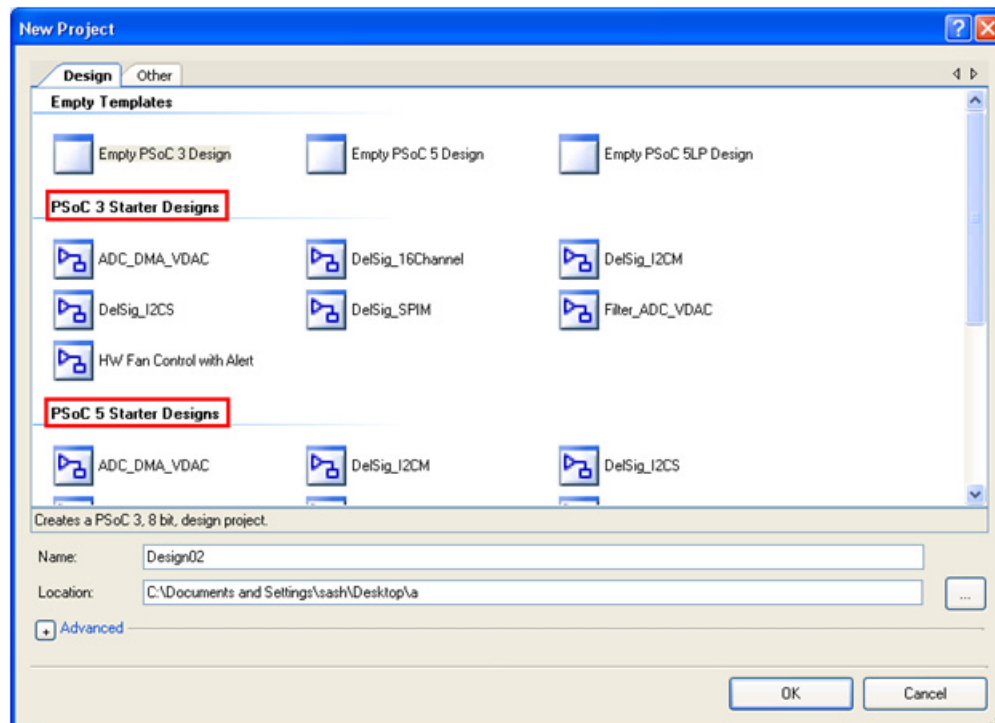 New Project
Design Other
Empty Templates
Empty PSoC 3 Design Empty PSoC 5 Design Empty PSoC 5LP Design
PSoC 3 Starter Designs
ADC_DMA_VDAC DelSig_16Channel DelSig_I2CM
DelSig_I2CS DelSig_SPIM Filter_ADC_VDAC
HW Fan Control with Alert
PSoC 5 Starter Designs
ADC_DMA_VDAC DelSig_I2CM DelSig_I2CS
Creates a PSoC 3, 8 bit, design project.
Name: Design02
Location: C:\Documents and Settings\sash\Desktop\a ...
Advanced
OK Cancel